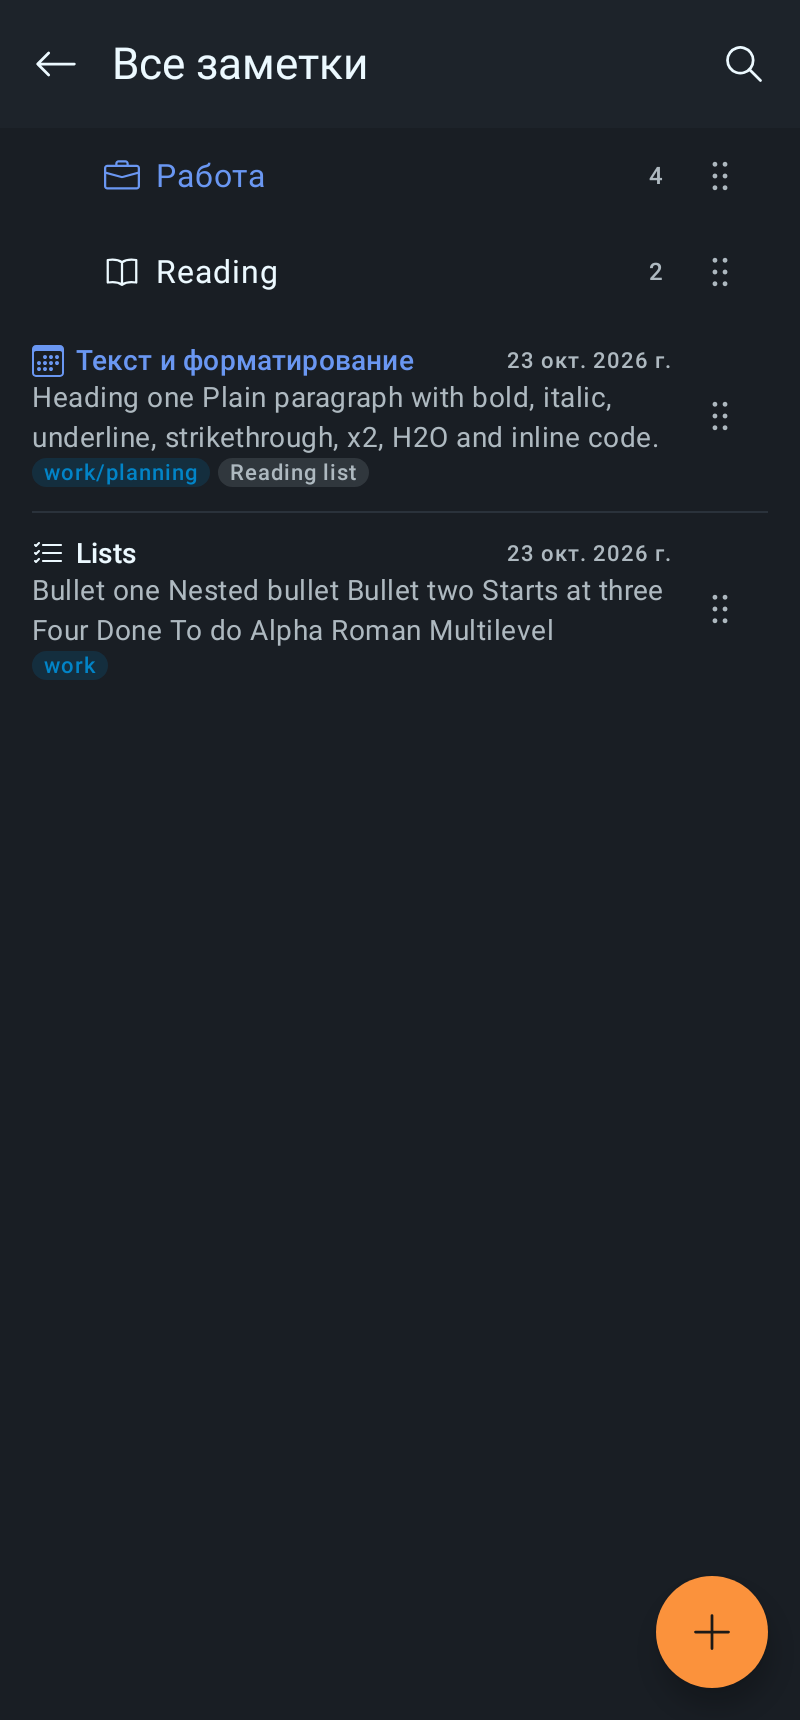 Все заметки
Работа 4
Reading 2
Текст и форматирование 23 окт. 2026 г.
Heading one Plain paragraph with bold, italic,
underline, strikethrough, x2, H2O and inline code.
work/planning Reading list
Lists 23 окт. 2026 г.
Bullet one Nested bullet Bullet two Starts at three
Four Done To do Alpha Roman Multilevel
work